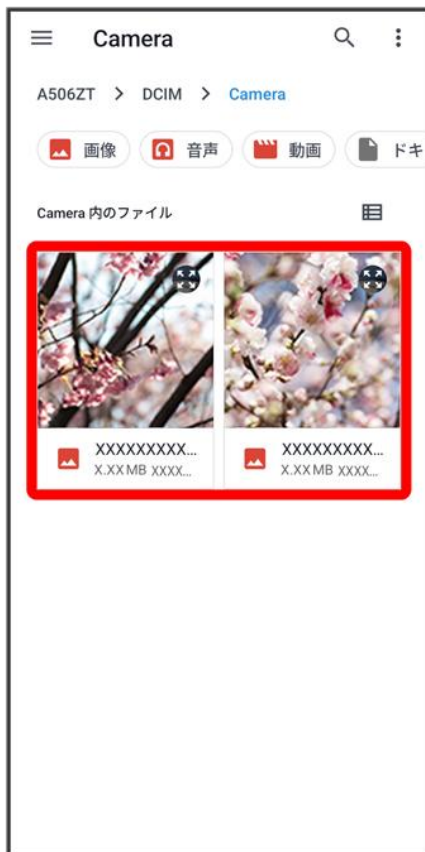 Camera
A506ZT > DCIM > Camera
画像 音声 動画 ドキ
Camera 内のファイル
XXXXXXXXX... XXXXXXXXX...
X.XX MB XXXX... X.XX MB XXXX...